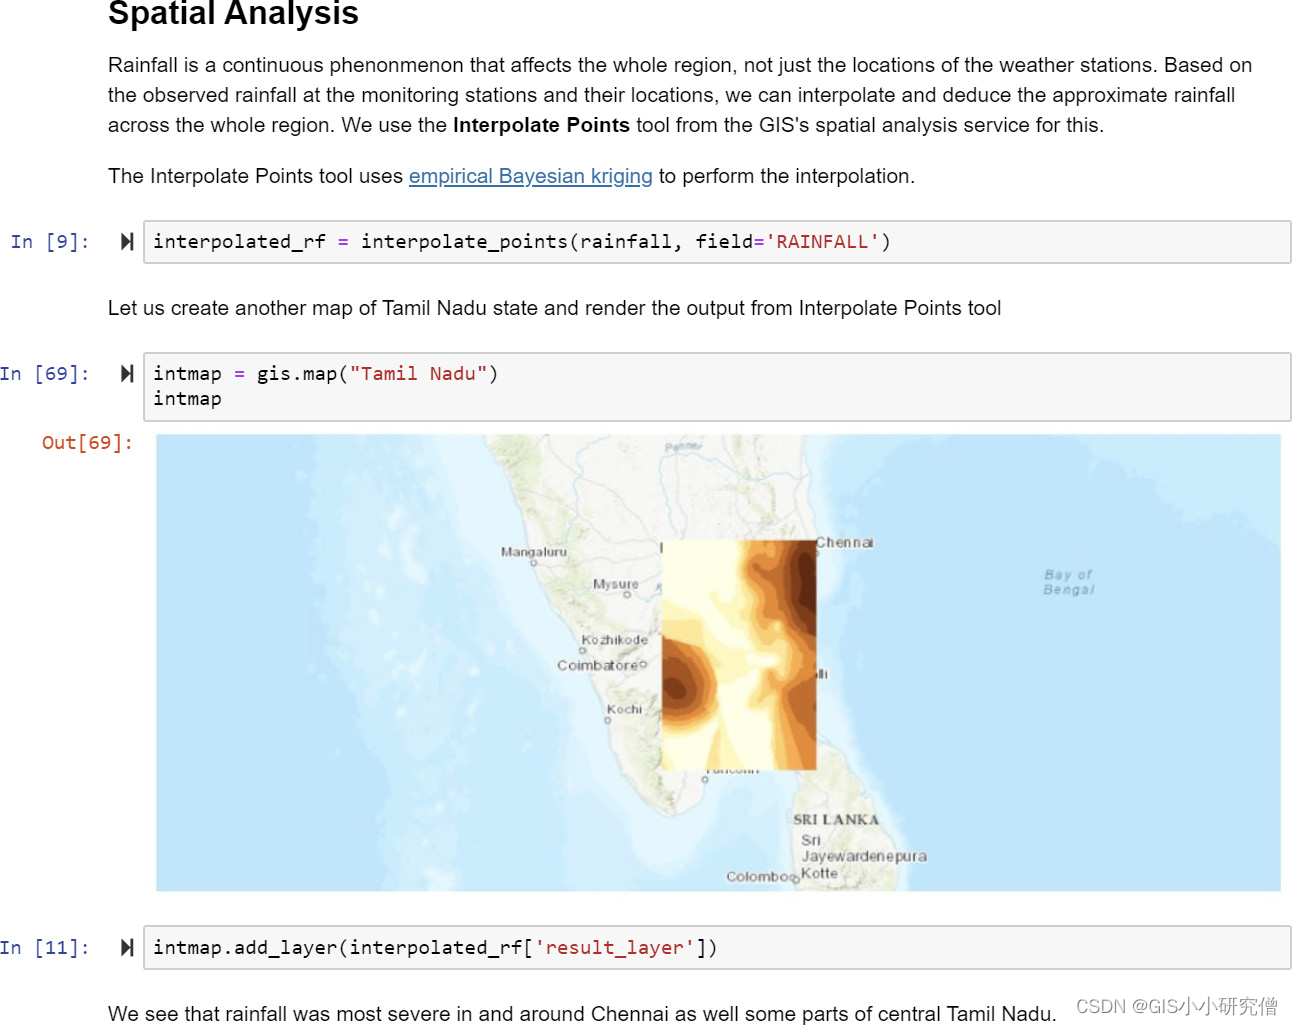 Spatial Analysis
Rainfall is a continuous phenonmenon that affects the whole region, not just the locations of the weather stations. Based on
the observed rainfall at the monitoring stations and their locations, we can interpolate and deduce the approximate rainfall
across the whole region. We use the Interpolate Points tool from the GIS's spatial analysis service for this.
The Interpolate Points tool uses empirical Bayesian kriging to perform the interpolation.
In [9]:
interpolated_rf = interpolate_points(rainfall, field='RAINFALL')
Let us create another map of Tamil Nadu state and render the output from Interpolate Points tool
In [69]:
intmap = gis.map("Tamil Nadu")
intmap
Out[69]:
Penner
Chennai
Mangaluru
Bay of
Bengal
Mysure
Kozhikode
Coimbatore
lli
Kochi
SRI LANKA
Sri
Jayewardenepura
Kotte
Colombo
In [11]:
intmap.add_layer(interpolated_rf['result_layer'])
We see that rainfall was most severe in and around Chennai as well some parts of central Tamil Nadu.
CSDN @GIS小小研究僧